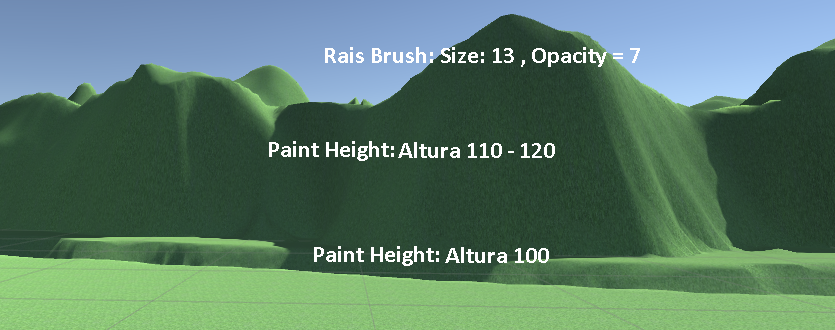 Rais Brush: Size: 13 , Opacity = 7
Paint Height: Altura 110 - 120
Paint Height: Altura 100